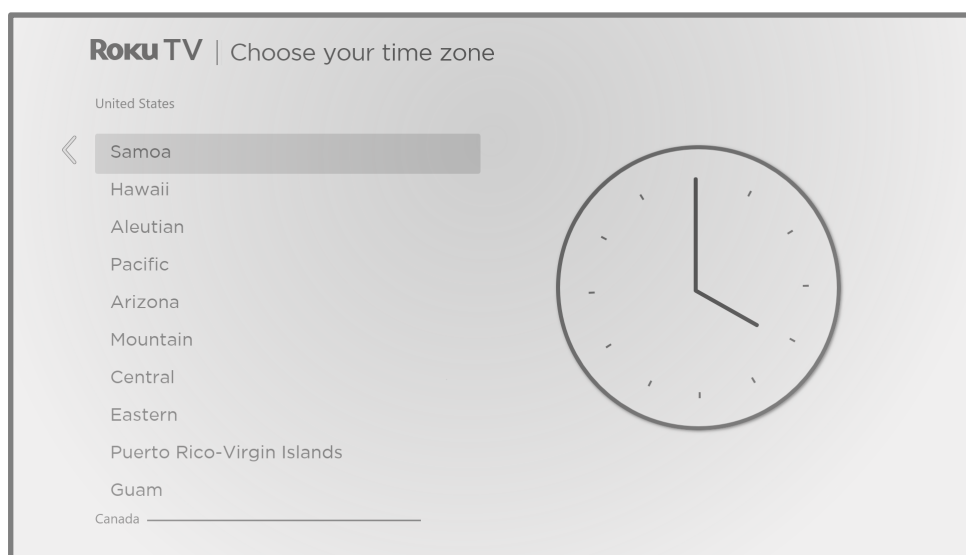 Roku TV | Choose your time zone
United States
Samoa
Hawaii
Aleutian
Pacific
Arizona
Mountain
Central
Eastern
Puerto Rico-Virgin Islands
Guam
Canada